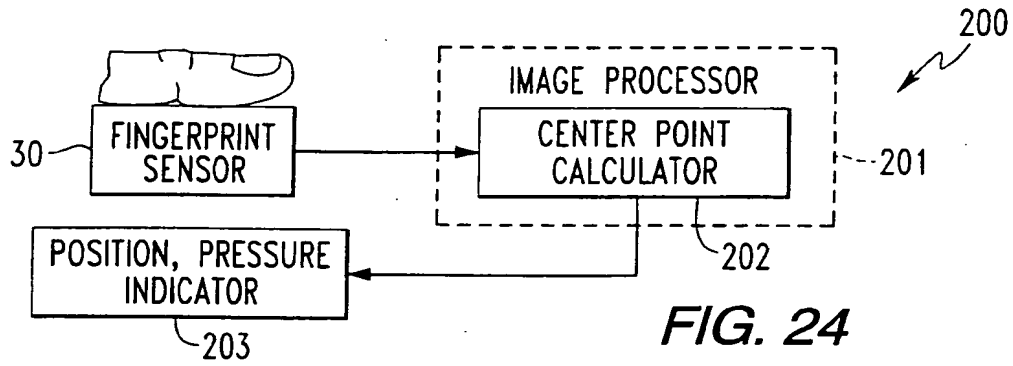 200
IMAGE PROCESSOR
30
FINGERPRINT
SENSOR
CENTER POINT
CALCULATOR
201
202
POSITION, PRESSURE
INDICATOR
203
FIG. 24